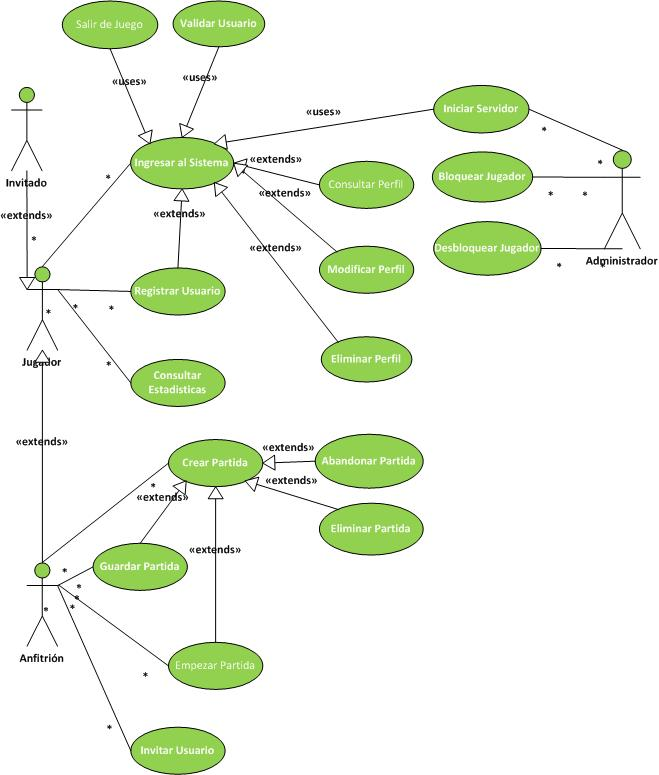 Salir de Juego
Validar Usuario
«uses»
«uses»
«uses»
Iniciar Servidor
*
*
Invitado
Ingresar al Sistema
«extends»
Consultar Perfil
Bloquear Jugador
*
*
*
«extends»
«extends»
«extends»
*
«extends»
Desbloquear Jugador
*
*
Administrador
Modificar Perfil
Registrar Usuario
*
*
*
Jugador
*
Eliminar Perfil
Consultar
Estadisticas
«extends»
«extends»
Crear Partida
Abandonar Partida
*
«extends»
«extends»
Eliminar Partida
«extends»
Guardar Partida
*
*
*
*
*
Anfitrión
Empezar Partida
*
*
Invitar Usuario